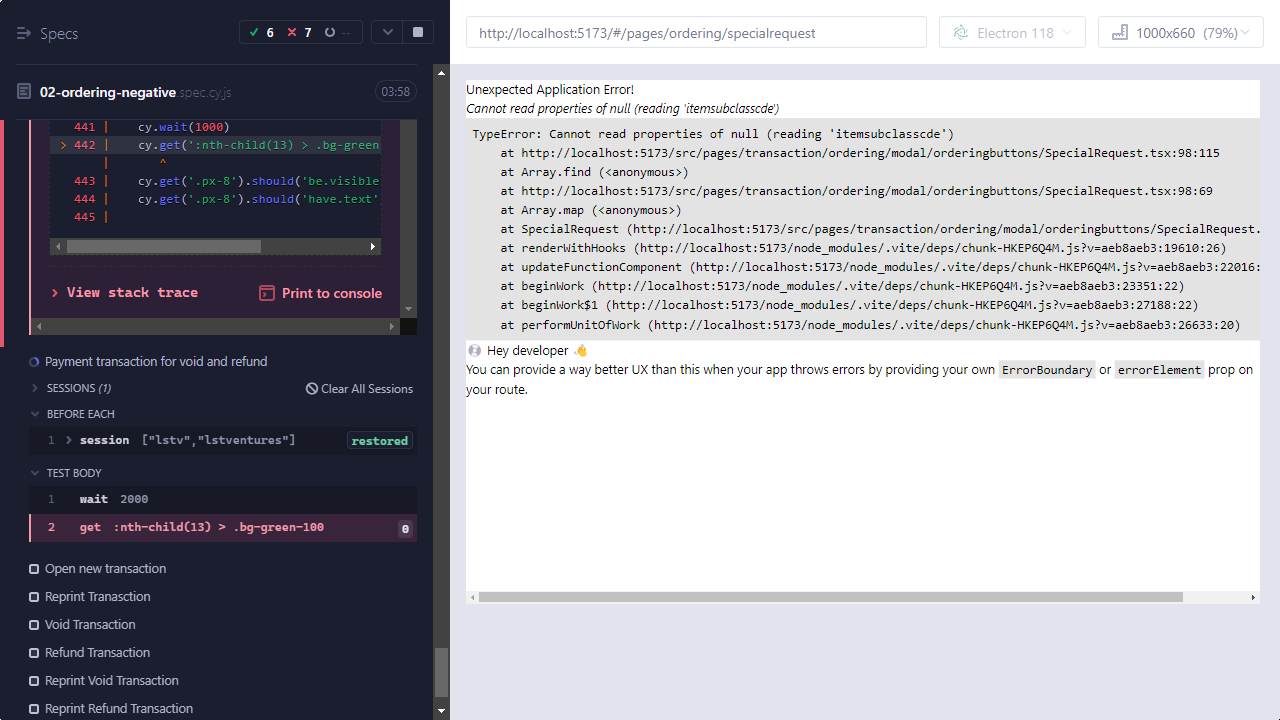 Specs
6
7
--
02-ordering-negative.spec.cy.js
03:58
441 | cy.wait(1000)
> 442 | cy.get(':nth-child(13) > .bg-green
| ^
443 | cy.get('.px-8').should('be.visible
444 | cy.get('.px-8').should('have.text'
445 |
> View stack trace
Print to console
Payment transaction for void and refund
SESSIONS (1)
Clear All Sessions
BEFORE EACH
1 > session ["lstv","lstventures"] restored
TEST BODY
1 wait 2000
2 get :nth-child(13) > .bg-green-100 0
Open new transaction
Reprint Tranasction
Void Transaction
Refund Transaction
Reprint Void Transaction
Reprint Refund Transaction
http://localhost:5173/#/pages/ordering/specialrequest
Electron 118
1000x660 (79%)
Unexpected Application Error!
Cannot read properties of null (reading 'itemsubclasscde')
TypeError: Cannot read properties of null (reading 'itemsubclasscde')
at http://localhost:5173/src/pages/transaction/ordering/modal/orderingbuttons/SpecialRequest.tsx:98:115
at Array.find (<anonymous>)
at http://localhost:5173/src/pages/transaction/ordering/modal/orderingbuttons/SpecialRequest.tsx:98:69
at Array.map (<anonymous>)
at SpecialRequest (http://localhost:5173/src/pages/transaction/ordering/modal/orderingbuttons/SpecialRequest.
at renderWithHooks (http://localhost:5173/node_modules/.vite/deps/chunk-HKEP6Q4M.js?v=aeb8aeb3:19610:26)
at updateFunctionComponent (http://localhost:5173/node_modules/.vite/deps/chunk-HKEP6Q4M.js?v=aeb8aeb3:22016:
at beginWork (http://localhost:5173/node_modules/.vite/deps/chunk-HKEP6Q4M.js?v=aeb8aeb3:23351:22)
at beginWork$1 (http://localhost:5173/node_modules/.vite/deps/chunk-HKEP6Q4M.js?v=aeb8aeb3:27188:22)
at performUnitOfWork (http://localhost:5173/node_modules/.vite/deps/chunk-HKEP6Q4M.js?v=aeb8aeb3:26633:20)
Hey developer 👋
You can provide a way better UX than this when your app throws errors by providing your own ErrorBoundary or errorElement prop on
your route.